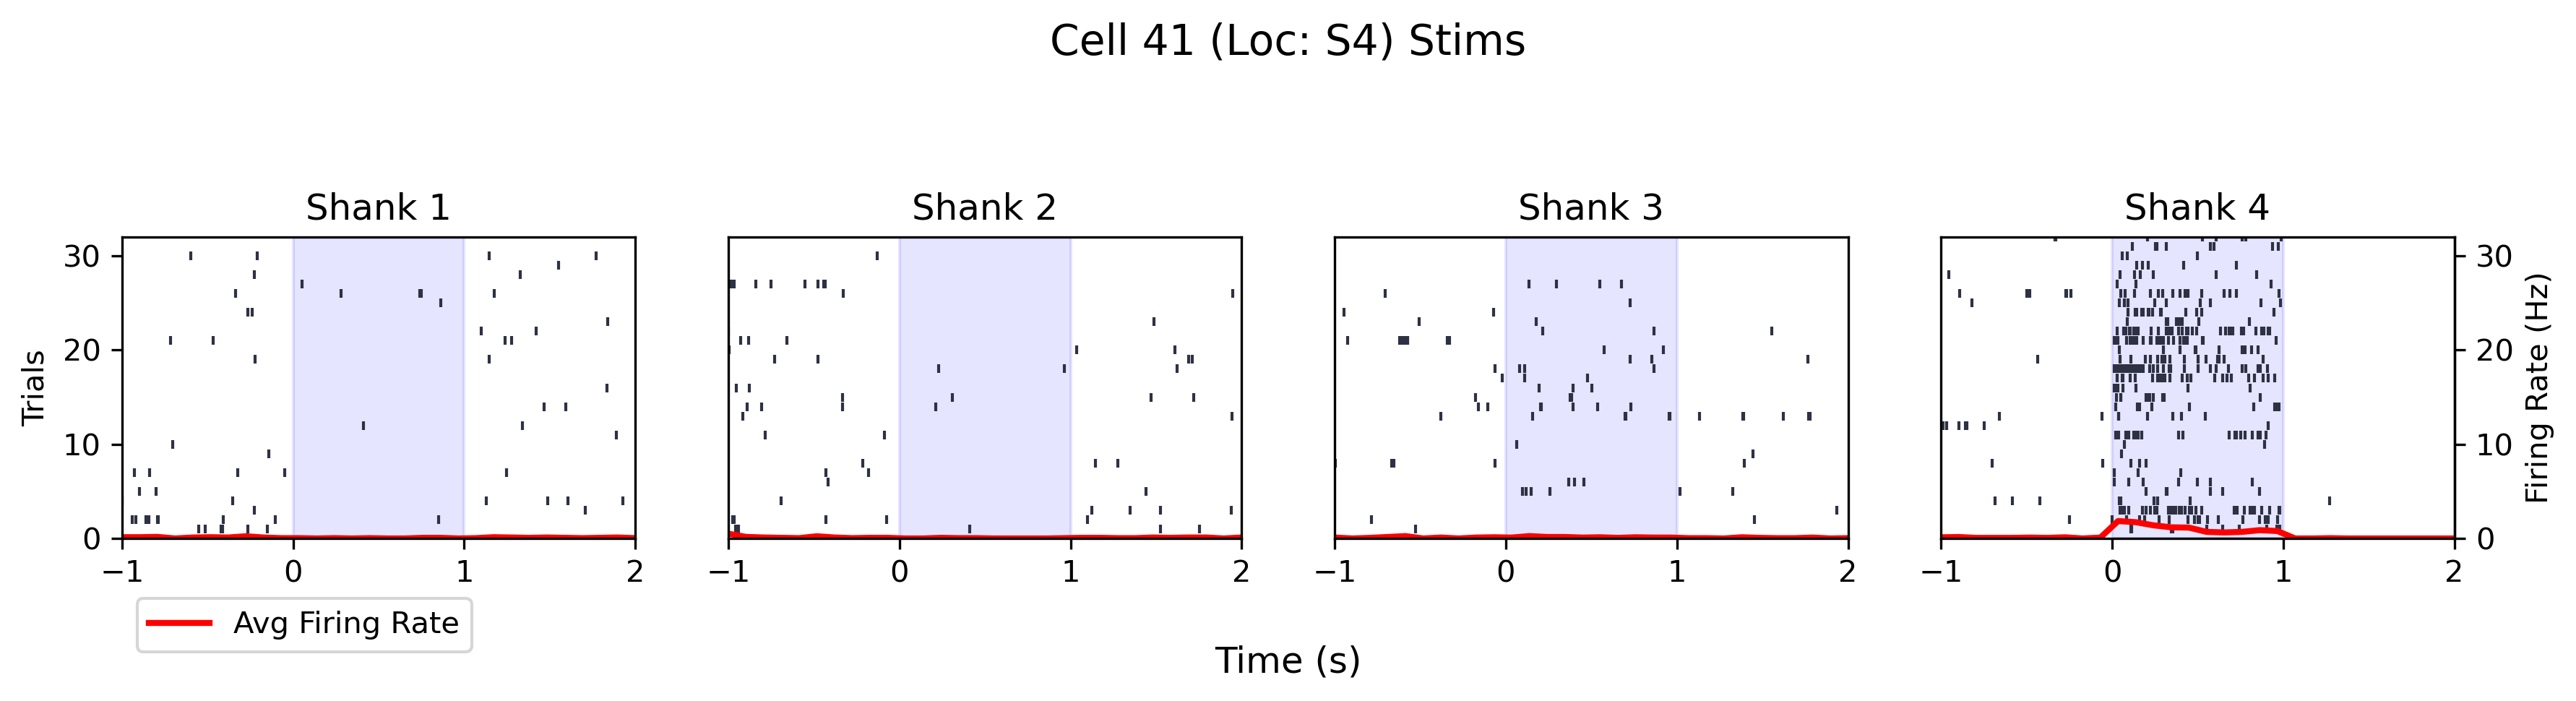 Cell 41 (Loc: S4) Stims
Shank 1
Shank 2
Shank 3
Shank 4
30
20
10
0
Trials
−1
0
1
2
−1
0
1
2
−1
0
1
2
−1
0
1
2
30
20
10
0
Firing Rate (Hz)
Avg Firing Rate
Time (s)